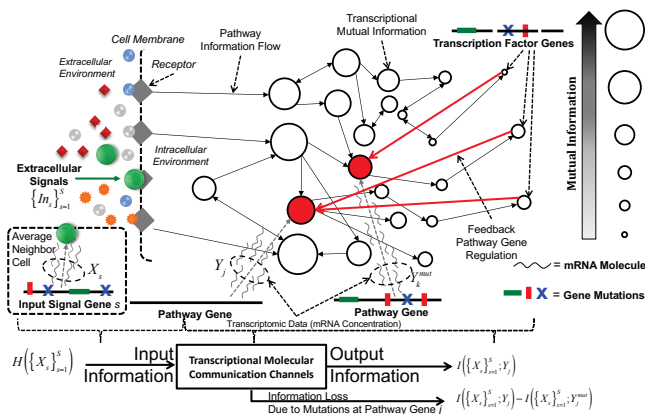 Cell Membrane
Pathway
Information Flow
Transcriptional
Mutual Information
Transcription Factor Genes
Extracellular
Environment
Receptor
Intracellular
Environment
Mutual Information
Extracellular
Signals
{In_s}_{s=1}^{S}
Feedback
Pathway Gene
Regulation
Average
Neighbor
Cell
X_s
Y_j
Y_k^{mut}
= mRNA Molecule
Input Signal Gene s
Pathway Gene
Pathway Gene
= Gene Mutations
Transcriptomic Data (mRNA Concentration)
H({X_s}_{s=1}^{S})
Input
Information
Transcriptional Molecular
Communication Channels
Output
Information
I({X_s}_{s=1}^{S};Y_j)
Information Loss
Due to Mutations at Pathway Gene j
I({X_s}_{s=1}^{S};Y_j) − I({X_s}_{s=1}^{S};Y_j^{mut})